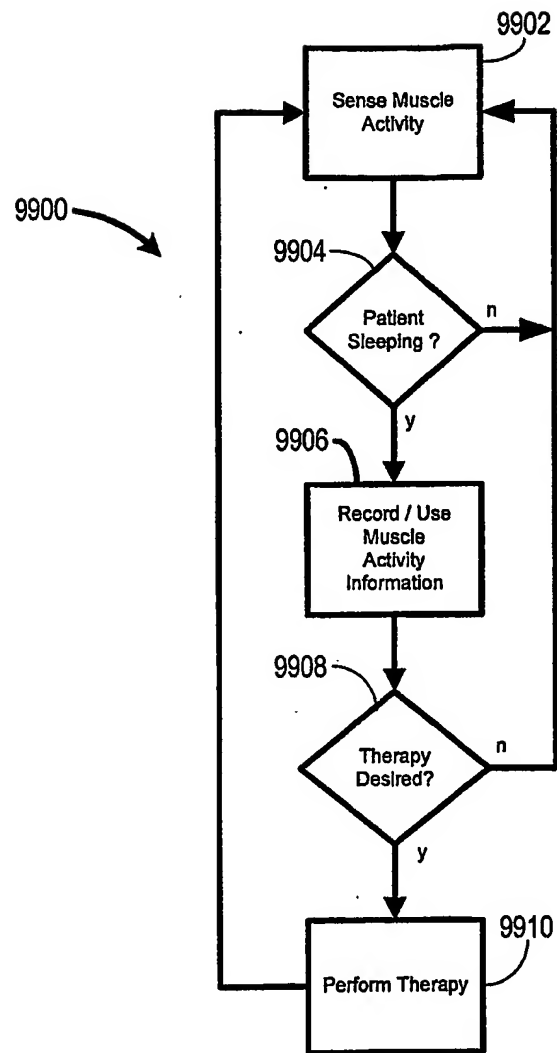 9902
Sense Muscle
Activity
9900
9904
Patient
Sleeping ?
n
y
9906
Record / Use
Muscle
Activity
Information
9908
Therapy
Desired?
n
y
9910
Perform Therapy